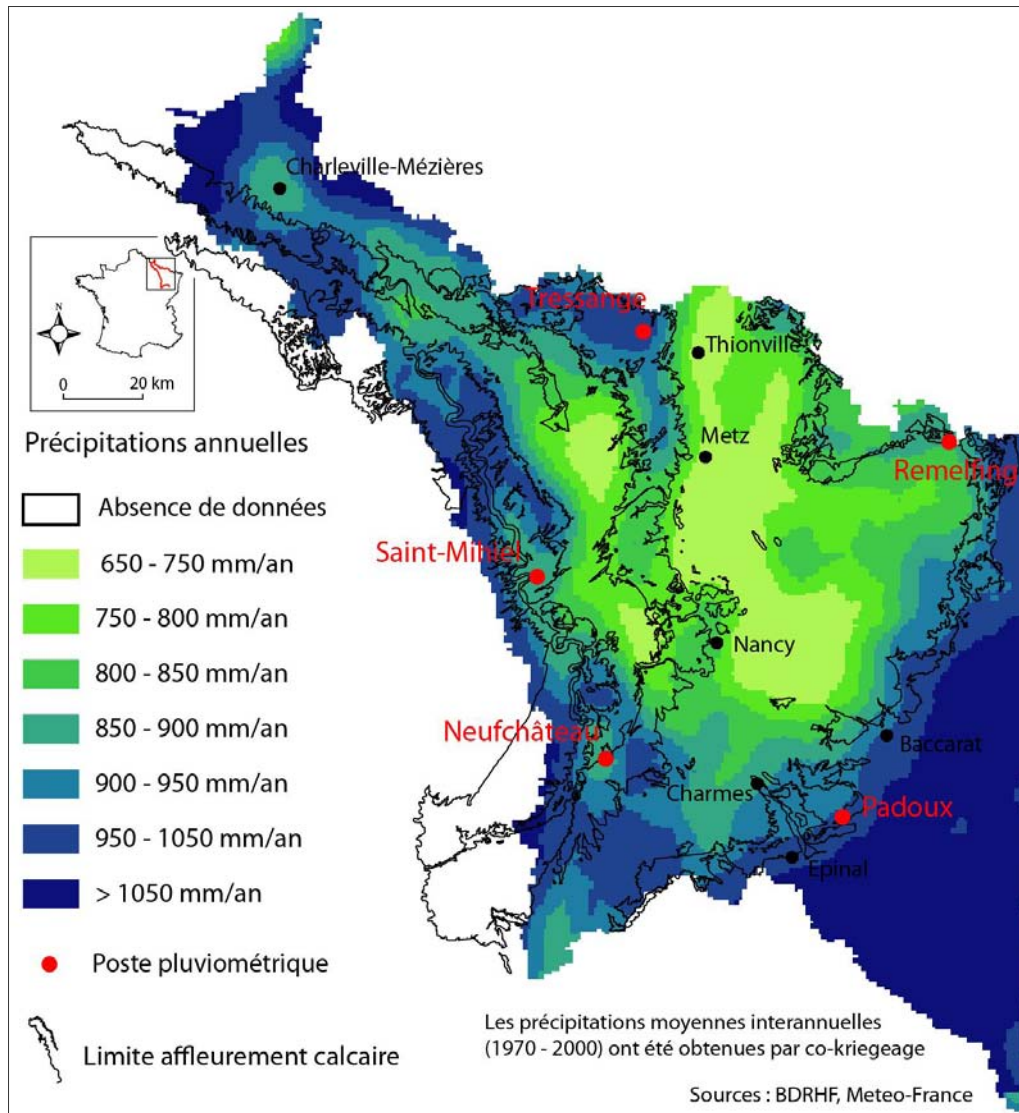 Charleville-Mézières
N
0 20 km
Tressange
Thionville
Metz
Remelfing
Saint-Mihiel
Nancy
Neufchâteau
Baccarat
Charmes
Padoux
Epinal
Précipitations annuelles
Absence de données
650 - 750 mm/an
750 - 800 mm/an
800 - 850 mm/an
850 - 900 mm/an
900 - 950 mm/an
950 - 1050 mm/an
> 1050 mm/an
Poste pluviométrique
Limite affleurement calcaire
Les précipitations moyennes interannuelles
(1970 - 2000) ont été obtenues par co-kriegeage
Sources : BDRHF, Meteo-France